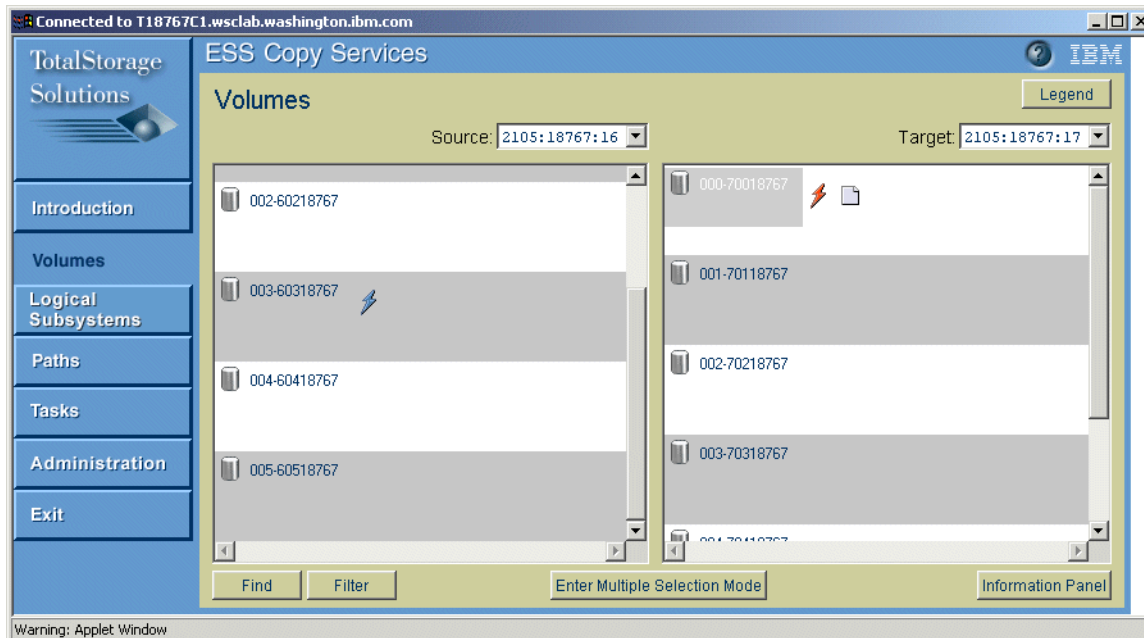 Connected to T18767C1.wsclab.washington.ibm.com
TotalStorage
Solutions
ESS Copy Services
? IBM
Volumes
Legend
Source: 2105:18767:16
Target: 2105:18767:17
Introduction
Volumes
Logical
Subsystems
Paths
Tasks
Administration
Exit
002-60218767
003-60318767
004-60418767
005-60518767
000-70018767
001-70118767
002-70218767
003-70318767
Find
Filter
Enter Multiple Selection Mode
Information Panel
Warning: Applet Window